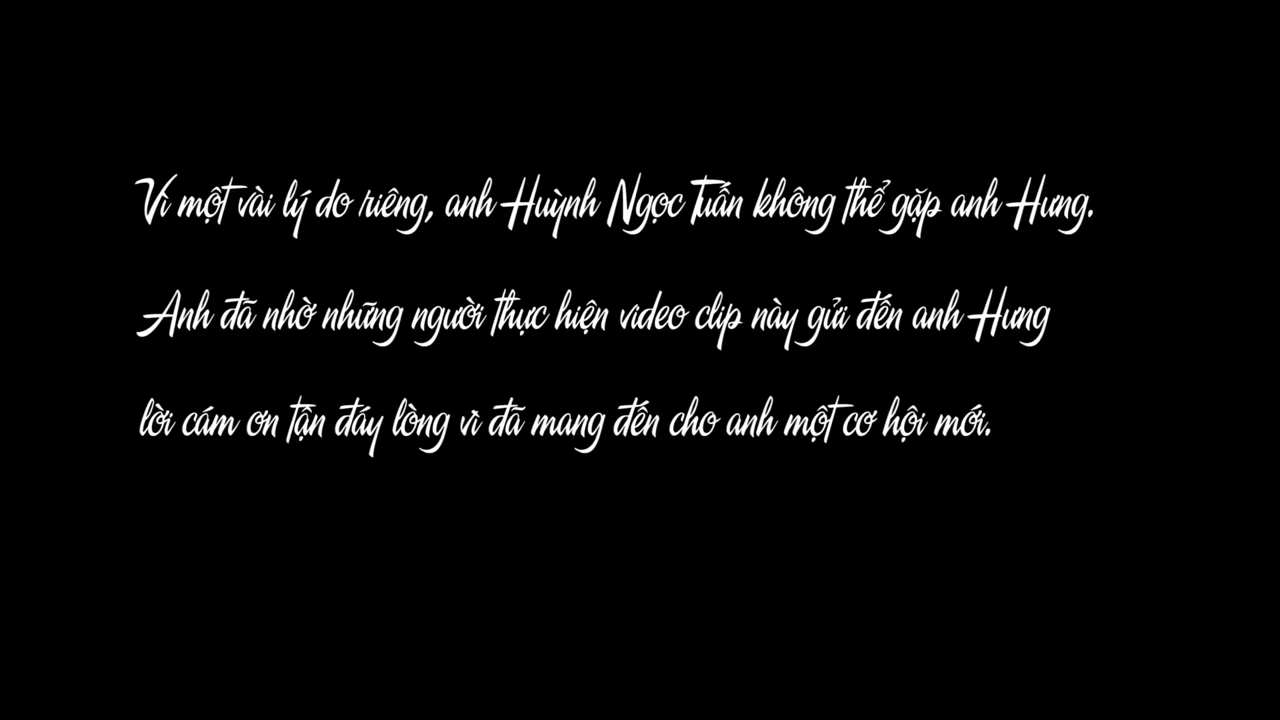 Vì một vài lý do riêng, anh Huỳnh Ngọc Tuấn không thể gặp anh Hưng.
Anh đã nhờ những người thực hiện video clip này gửi đến anh Hưng
lời cám ơn tận đáy lòng vì đã mang đến cho anh một cơ hội mới.